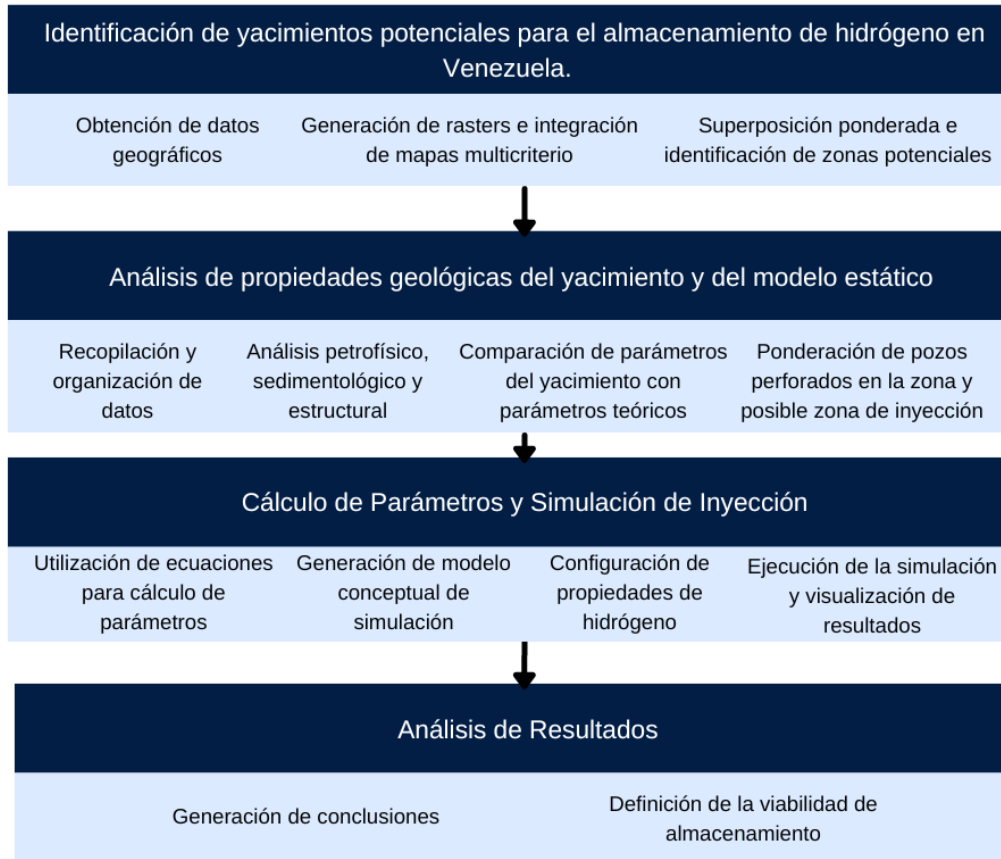 Identificación de yacimientos potenciales para el almacenamiento de hidrógeno en
Venezuela.
Obtención de datos
geográficos
Generación de rasters e integración
de mapas multicriterio
Superposición ponderada e
identificación de zonas potenciales
Análisis de propiedades geológicas del yacimiento y del modelo estático
Recopilación y
organización de
datos
Análisis petrofísico,
sedimentológico y
estructural
Comparación de parámetros
del yacimiento con
parámetros teóricos
Ponderación de pozos
perforados en la zona y
posible zona de inyección
Cálculo de Parámetros y Simulación de Inyección
Utilización de ecuaciones
para cálculo de
parámetros
Generación de modelo
conceptual de
simulación
Configuración de
propiedades de
hidrógeno
Ejecución de la simulación
y visualización de
resultados
Análisis de Resultados
Generación de conclusiones
Definición de la viabilidad de
almacenamiento